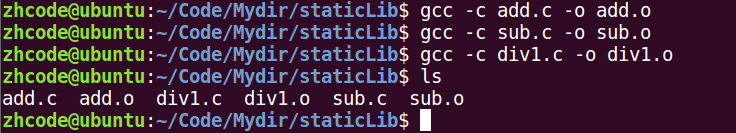 zhcode@ubuntu:~/Code/Mydir/staticLib$ gcc -c add.c -o add.o
zhcode@ubuntu:~/Code/Mydir/staticLib$ gcc -c sub.c -o sub.o
zhcode@ubuntu:~/Code/Mydir/staticLib$ gcc -c div1.c -o div1.o
zhcode@ubuntu:~/Code/Mydir/staticLib$ ls
add.c  add.o  div1.c  div1.o  sub.c  sub.o
zhcode@ubuntu:~/Code/Mydir/staticLib$